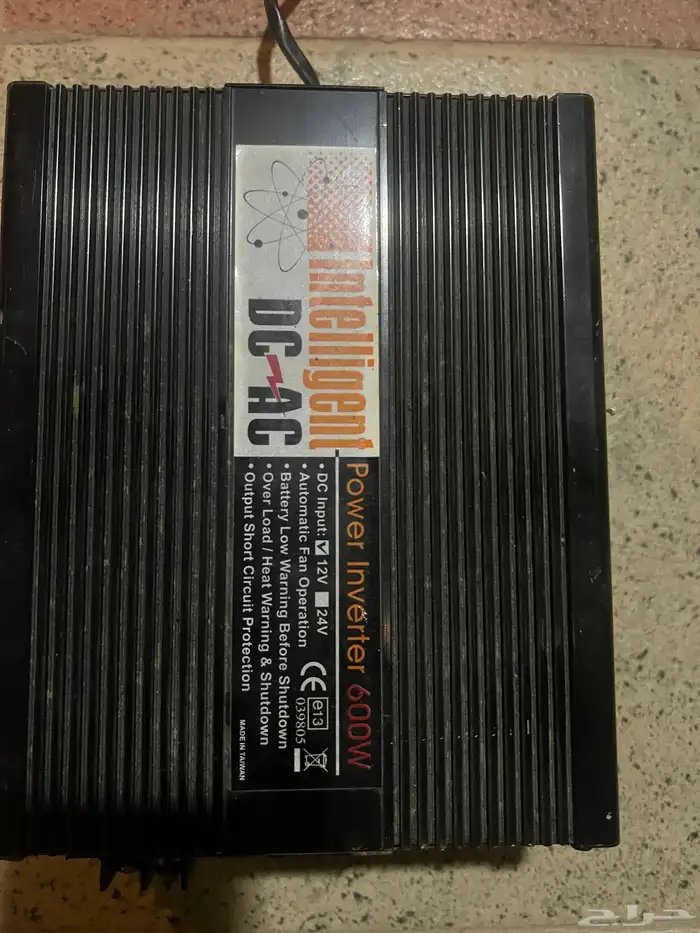 Intelligent
DC AC
Power Inverter 600W
• DC Input: ☑ 12V ☐ 24V
• Automatic Fan Operation
• Battery Low Warning Before Shutdown
• Over Load / Heat Warning & Shutdown
• Output Short Circuit Protection
CE e13
039805
MADE IN TAIWAN
حراج